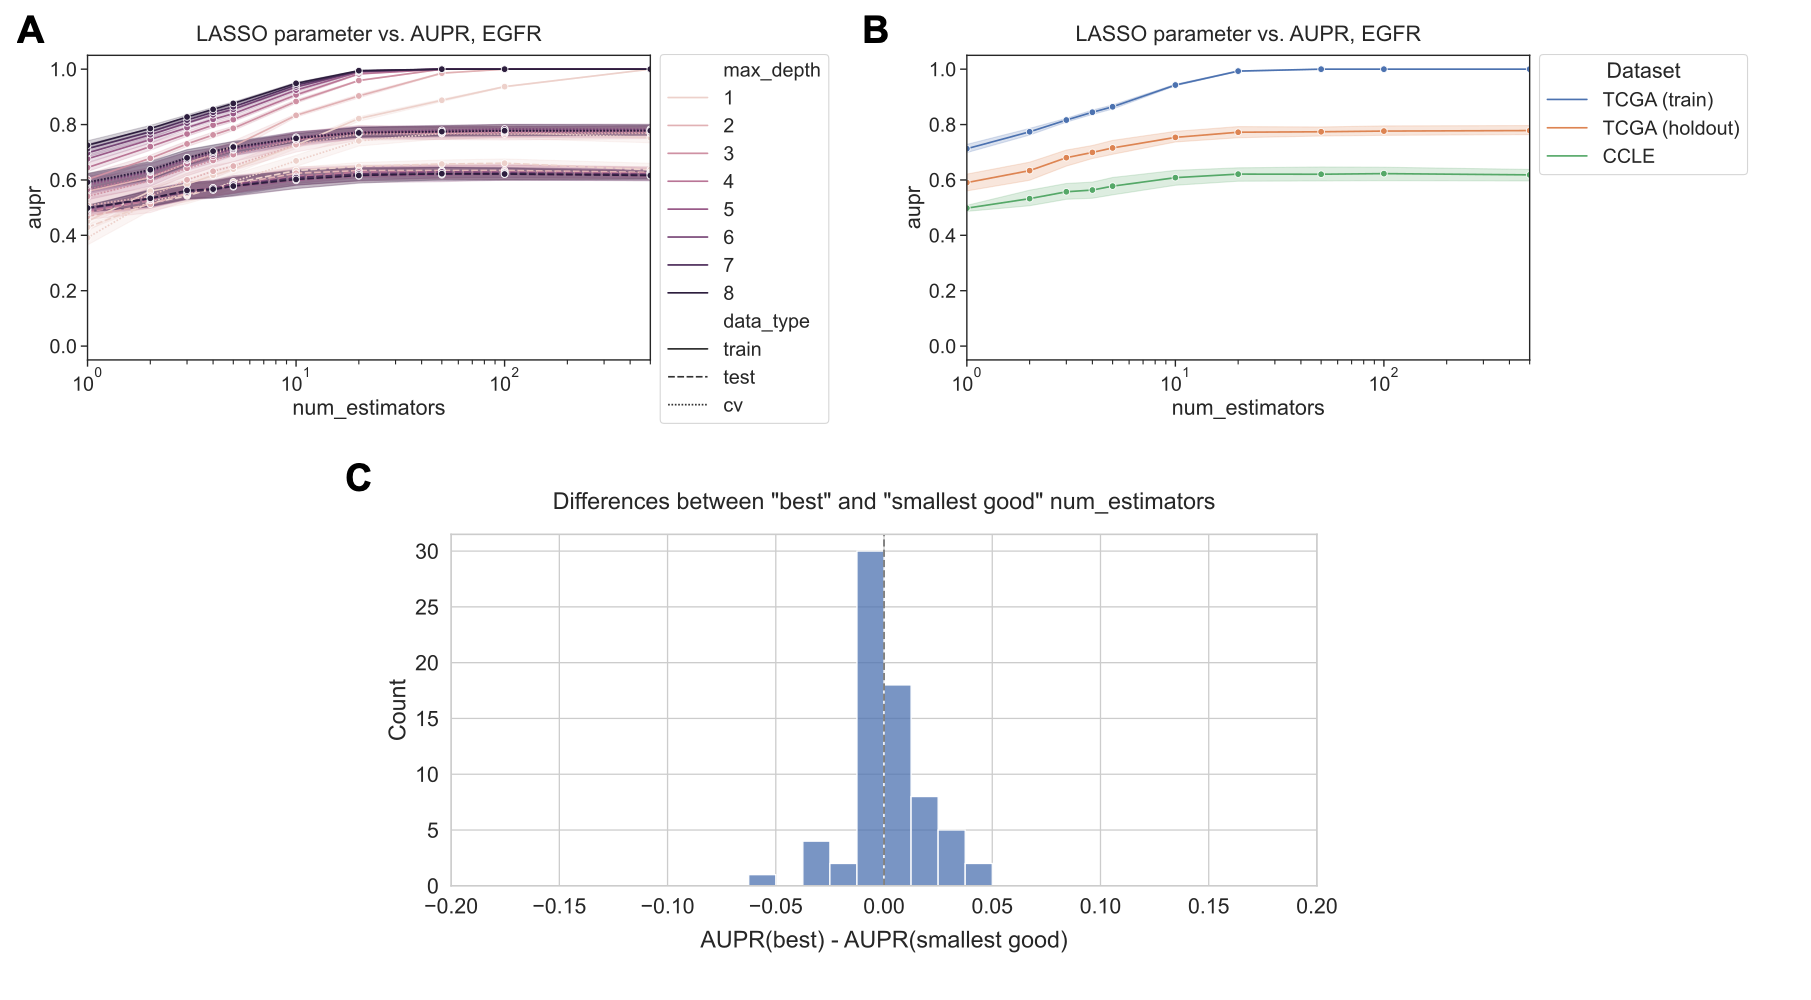 A
LASSO parameter vs. AUPR, EGFR
aupr
1.0
0.8
0.6
0.4
0.2
0.0
10^0
10^1
10^2
num_estimators
max_depth
1
2
3
4
5
6
7
8
data_type
train
test
cv
B
LASSO parameter vs. AUPR, EGFR
aupr
1.0
0.8
0.6
0.4
0.2
0.0
10^0
10^1
10^2
num_estimators
Dataset
TCGA (train)
TCGA (holdout)
CCLE
C
Differences between "best" and "smallest good" num_estimators
Count
30
25
20
15
10
5
0
−0.20
−0.15
−0.10
−0.05
0.00
0.05
0.10
0.15
0.20
AUPR(best) - AUPR(smallest good)